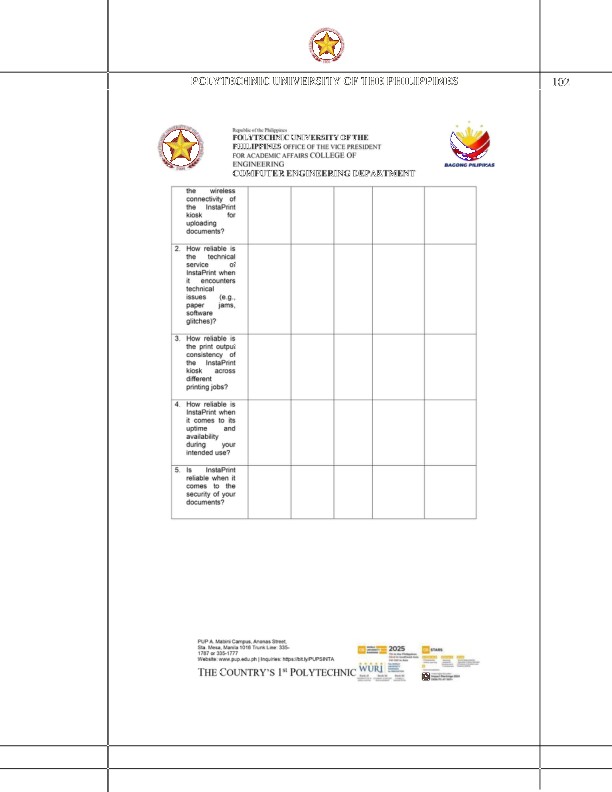 POLYTECHNIC UNIVERSITY OF THE PHILIPPINES
102
Republic of the Philippines
POLYTECHNIC UNIVERSITY OF THE
PHILIPPINES OFFICE OF THE VICE PRESIDENT
FOR ACADEMIC AFFAIRS COLLEGE OF
ENGINEERING
COMPUTER ENGINEERING DEPARTMENT
BAGONG PILIPINAS
the wireless
connectivity of
the InstaPrint
kiosk for
uploading
documents?
2. How reliable is
the technical
service of
InstaPrint when
it encounters
technical
issues (e.g.,
paper jams,
software
glitches)?
3. How reliable is
the print output
consistency of
the InstaPrint
kiosk across
different
printing jobs?
4. How reliable is
InstaPrint when
it comes to its
uptime and
availability
during your
intended use?
5. Is InstaPrint
reliable when it
comes to the
security of your
documents?
PUP A. Mabini Campus, Anonas Street,
Sta. Mesa, Manila 1016 Trunk Line: 335-
1787 or 335-1777
Website: www.pup.edu.ph | Inquiries: https://bit.ly/PUPSINTA
THE COUNTRY'S 1st POLYTECHNIC
2025
STARS
WURI